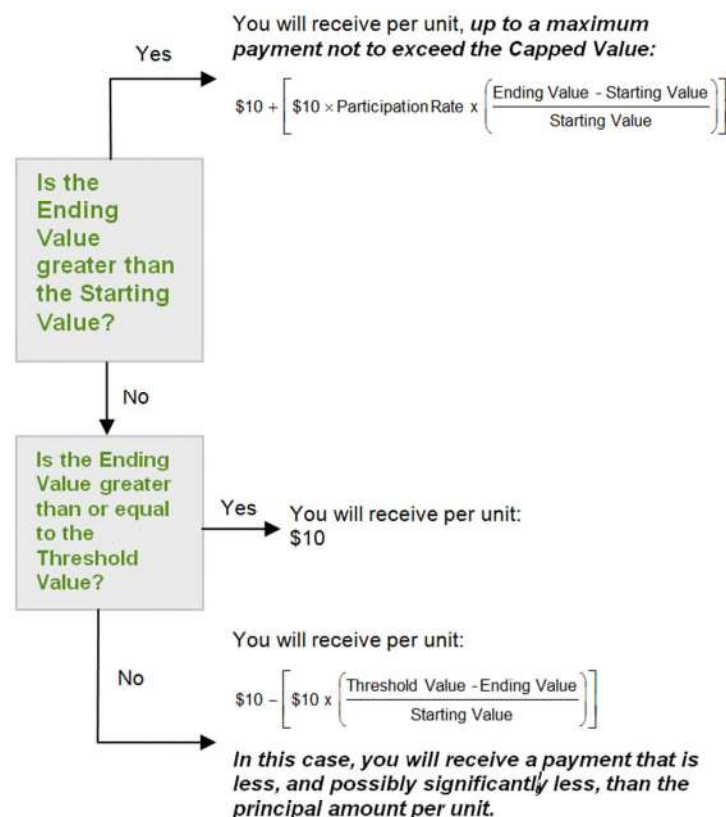 You will receive per unit, up to a maximum
payment not to exceed the Capped Value:
Yes
$10 + [ $10 × Participation Rate x ( Ending Value - Starting Value / Starting Value ) ]
Is the
Ending
Value
greater than
the Starting
Value?
No
Is the Ending
Value greater
than or equal
to the
Threshold
Value?
Yes
You will receive per unit:
$10
No
You will receive per unit:
$10 − [ $10 x ( Threshold Value - Ending Value / Starting Value ) ]
In this case, you will receive a payment that is
less, and possibly significantly less, than the
principal amount per unit.